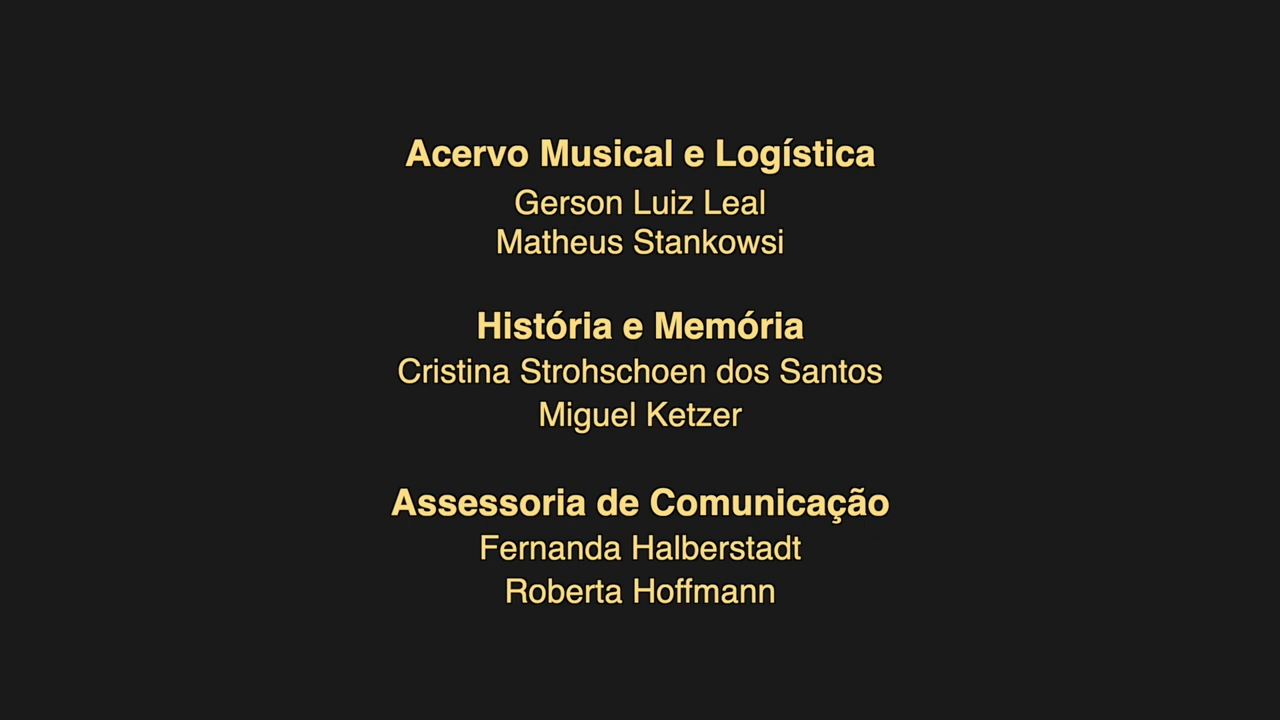 Acervo Musical e Logística
Gerson Luiz Leal
Matheus Stankowsi
História e Memória
Cristina Strohschoen dos Santos
Miguel Ketzer
Assessoria de Comunicação
Fernanda Halberstadt
Roberta Hoffmann